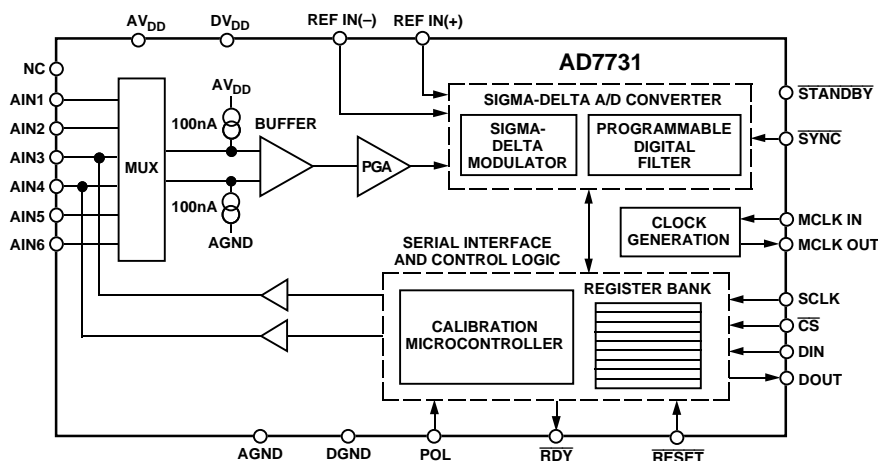 AVDD
DVDD
REF IN(–)
REF IN(+)
AD7731
NC
AIN1
AIN2
AIN3
AIN4
AIN5
AIN6
MUX
AVDD
100nA
BUFFER
100nA
AGND
PGA
SIGMA-DELTA A/D CONVERTER
SIGMA-
DELTA
MODULATOR
PROGRAMMABLE
DIGITAL
FILTER
STANDBY
SYNC
CLOCK
GENERATION
MCLK IN
MCLK OUT
SERIAL INTERFACE
AND CONTROL LOGIC
REGISTER BANK
CALIBRATION
MICROCONTROLLER
SCLK
CS
DIN
DOUT
AGND
DGND
POL
RDY
RESET